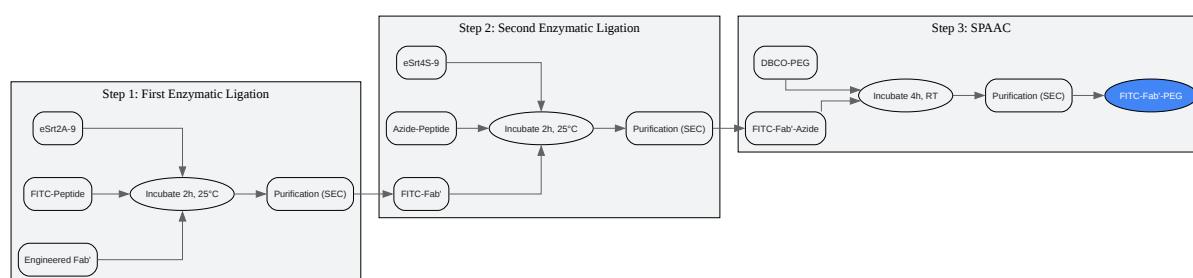 Step 1: First Enzymatic Ligation
eSrt2A-9
FITC-Peptide
Incubate 2h, 25°C
Purification (SEC)
Engineered Fab'
Step 2: Second Enzymatic Ligation
eSrt4S-9
Azide-Peptide
Incubate 2h, 25°C
Purification (SEC)
FITC-Fab'
Step 3: SPAAC
DBCO-PEG
Incubate 4h, RT
Purification (SEC)
FITC-Fab'-PEG
FITC-Fab'-Azide